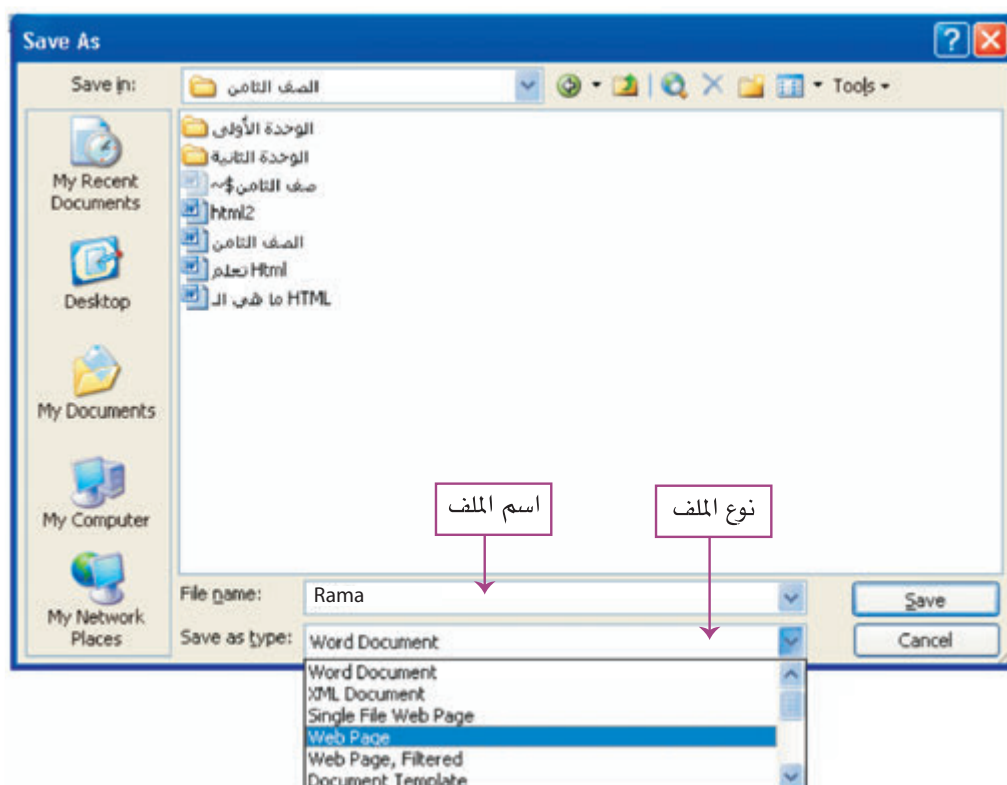 Save As
Save in:
الصف الثامن
Tools
الوحدة الأولى
الوحدة الثانية
صف الثامن$~
html2
الصف الثامن
Html تعلم
HTML ما هي الـ
My Recent
Documents
Desktop
My Documents
My Computer
My Network
Places
اسم الملف
نوع الملف
File name:
Rama
Save
Save as type:
Word Document
Cancel
Word Document
XML Document
Single File Web Page
Web Page
Web Page, Filtered
Document Template